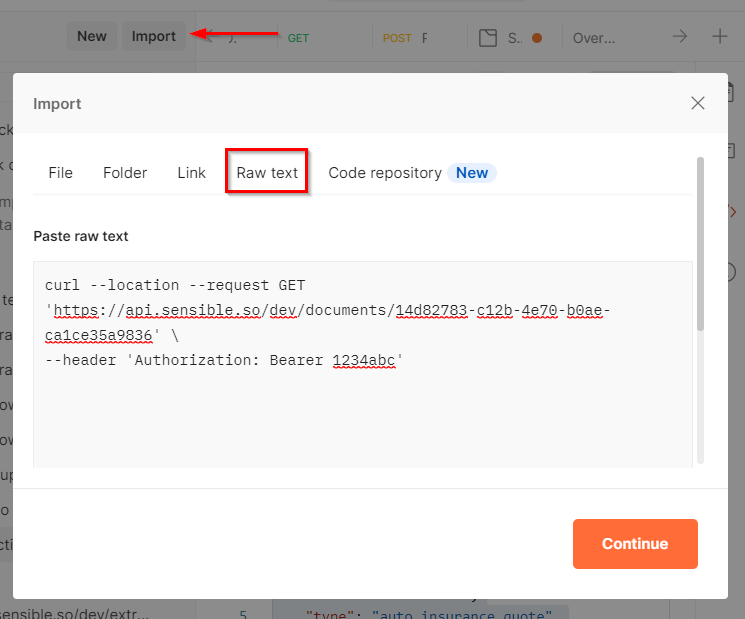 New Import GET POST S.. Over...
Import
File Folder Link Raw text Code repository New
Paste raw text
curl --location --request GET
'https://api.sensible.so/dev/documents/14d82783-c12b-4e70-b0ae-
ca1ce35a9836' \
--header 'Authorization: Bearer 1234abc'
Continue
sensible.so/dev/extr...
5 "type": "auto_insurance_quote"